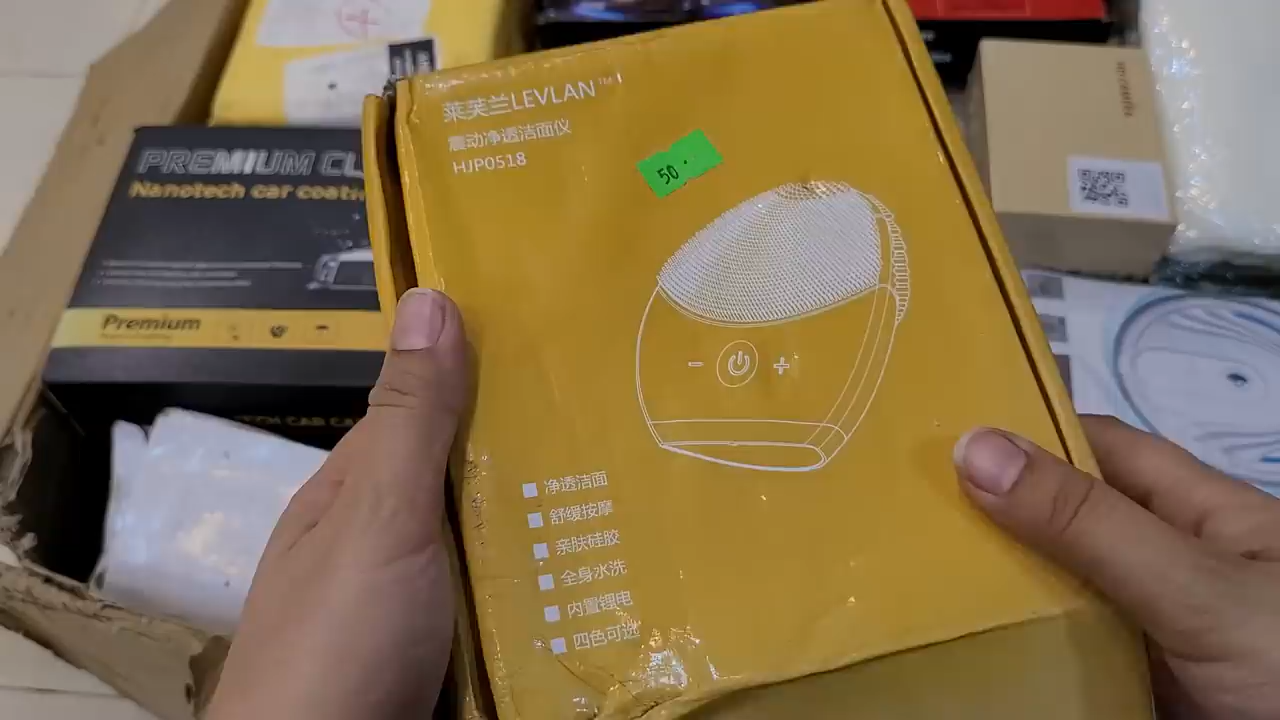 莱芙兰LEVLAN™
震动净透洁面仪
HJP0518
50
净透洁面
舒缓按摩
亲肤硅胶
全身水洗
内置锂电
四色可选
PREMIUM CL
Nanotech car coati
Premium